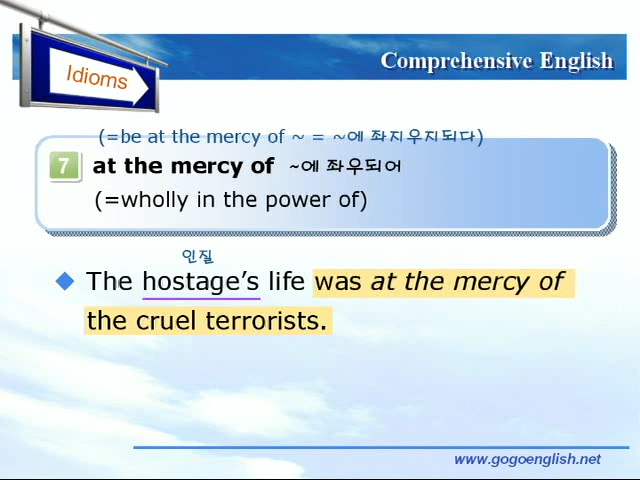 Idioms
Comprehensive English
(=be at the mercy of ~ = ~에 좌지우지되다)
7 at the mercy of ~에 좌우되어
(=wholly in the power of)
인질
The hostage's life was at the mercy of
the cruel terrorists.
www.gogoenglish.net